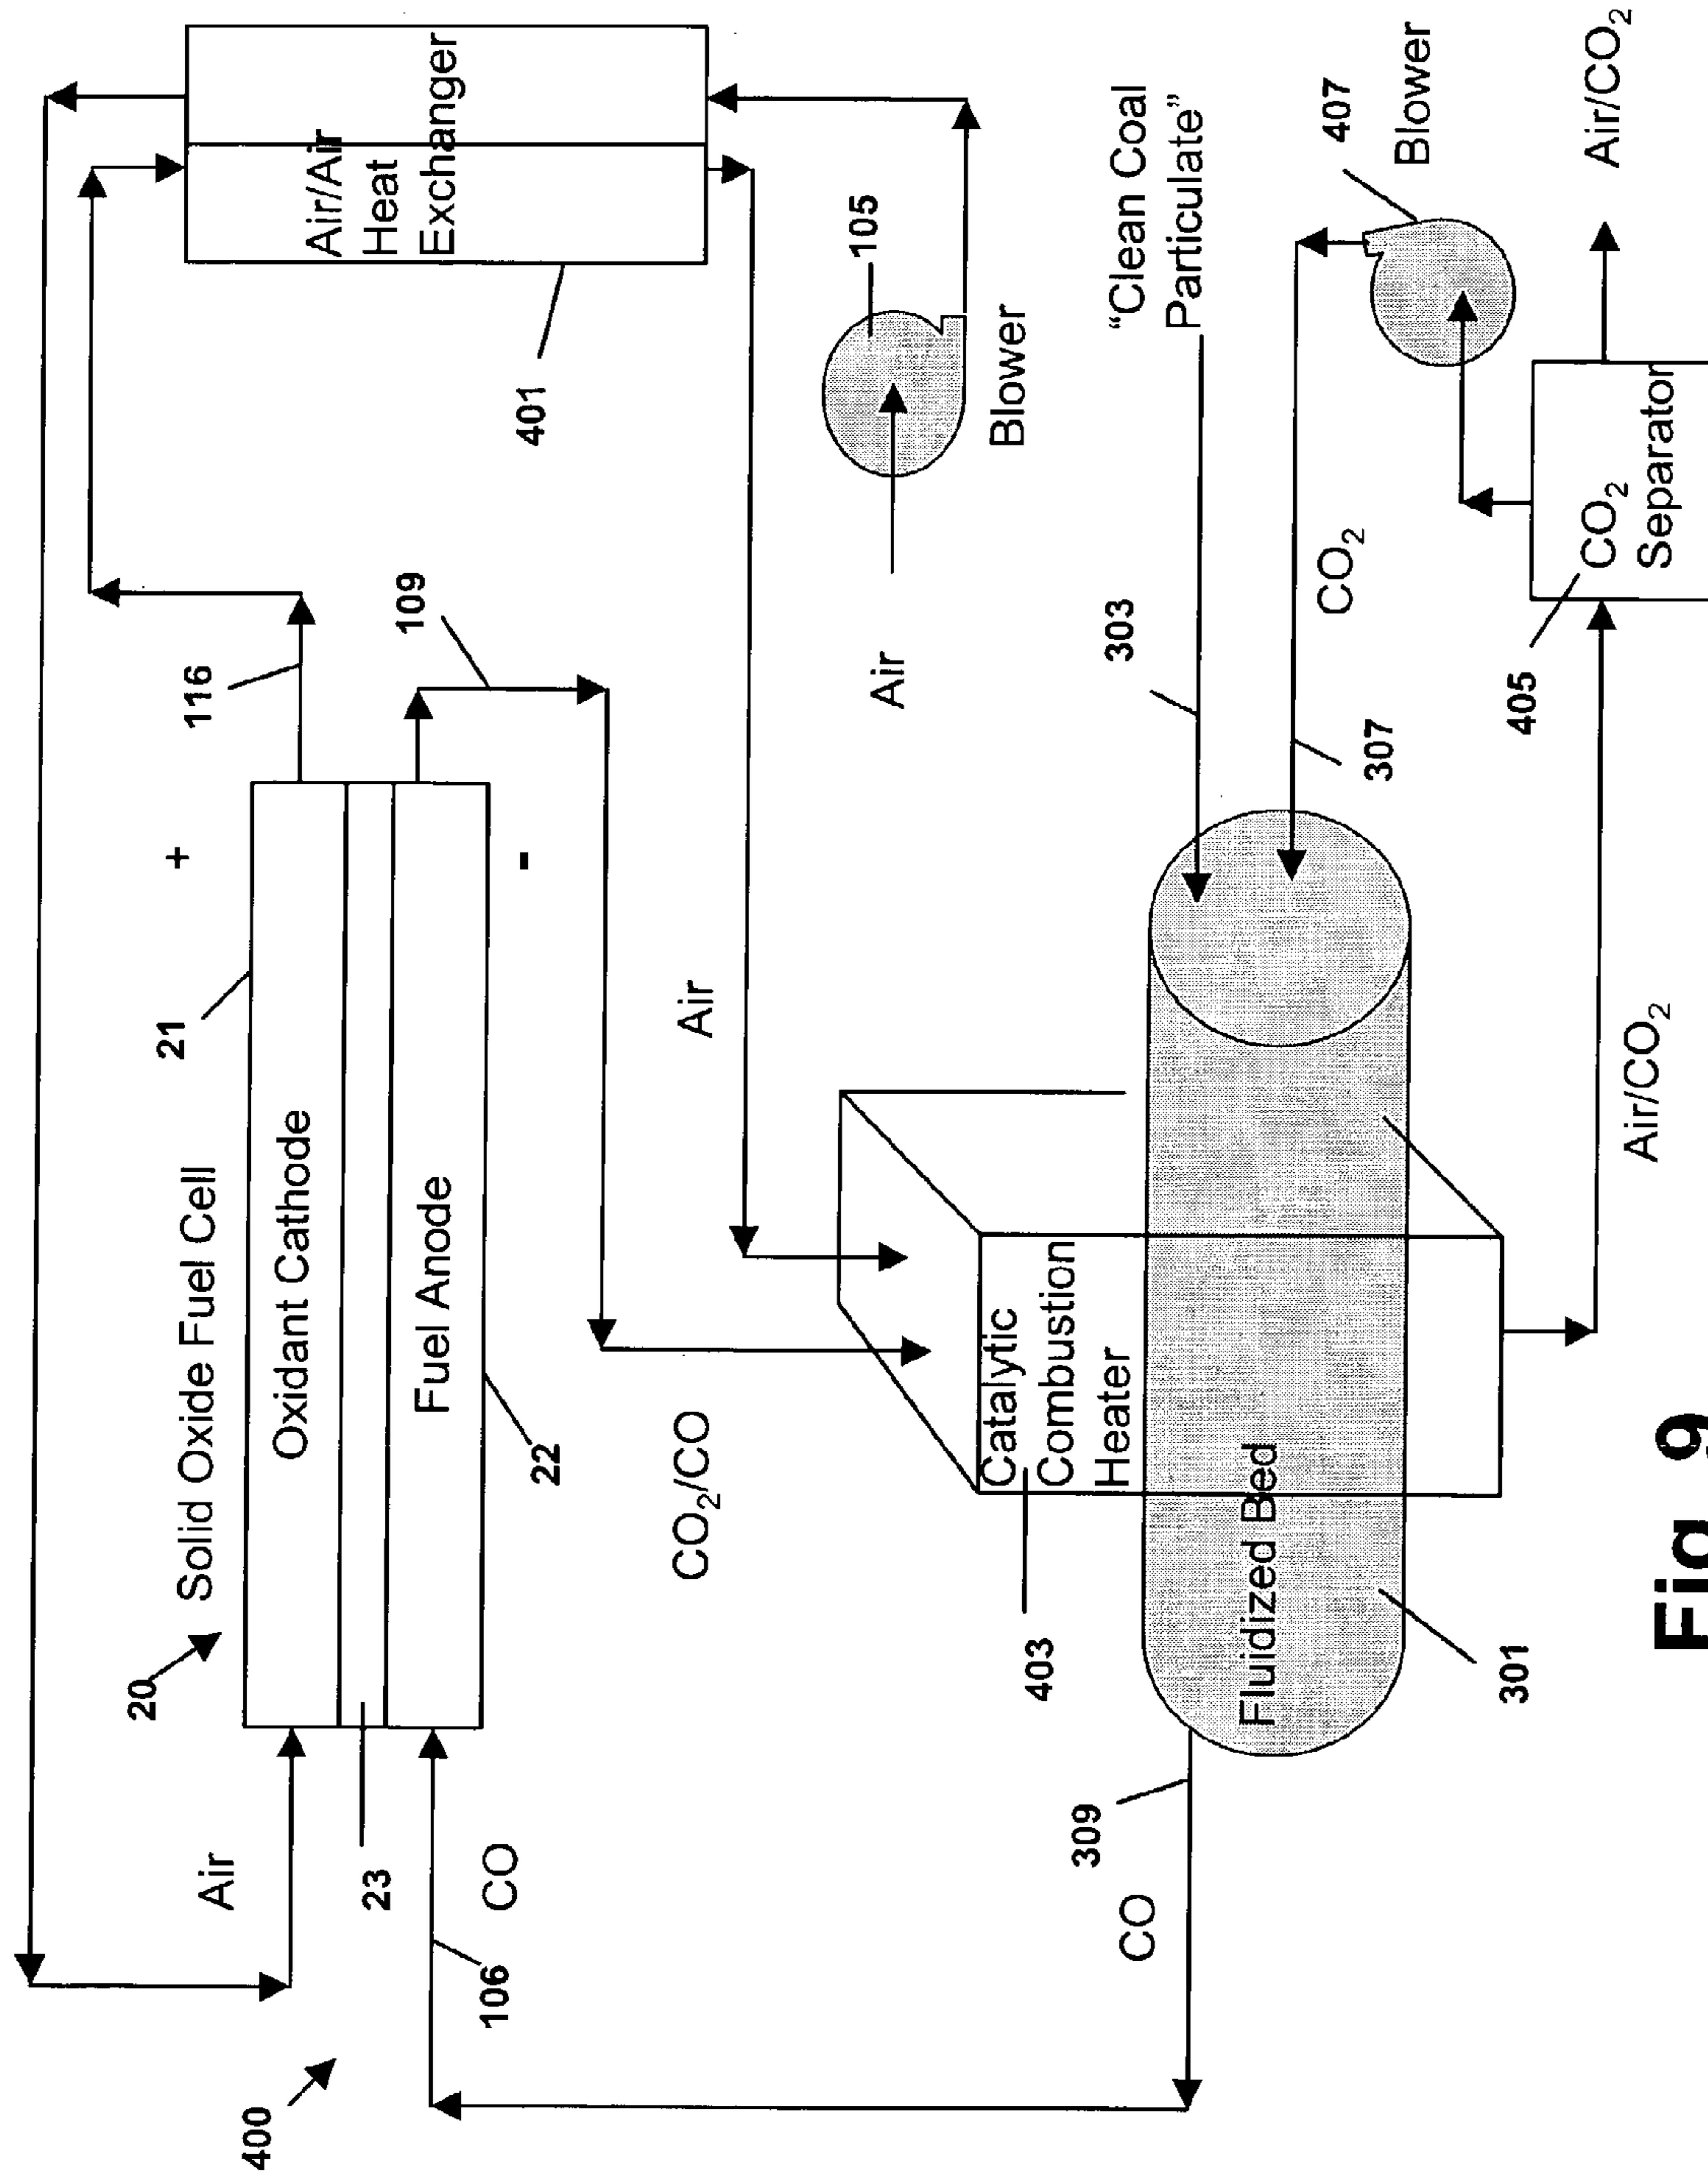 400
20
Solid Oxide Fuel Cell
21
+
116
Air
Oxidant Cathode
23
Fuel Anode
CO
106
22
-
109
Air/Air
Heat
Exchanger
401
CO₂/CO
Air
Air
105
Blower
309
CO
403
Catalytic
Combustion
Heater
Fluidized Bed
301
303
"Clean Coal
Particulate"
307
CO₂
407
Blower
405
CO₂
Separator
Air/CO₂
Air/CO₂
Fig. 9